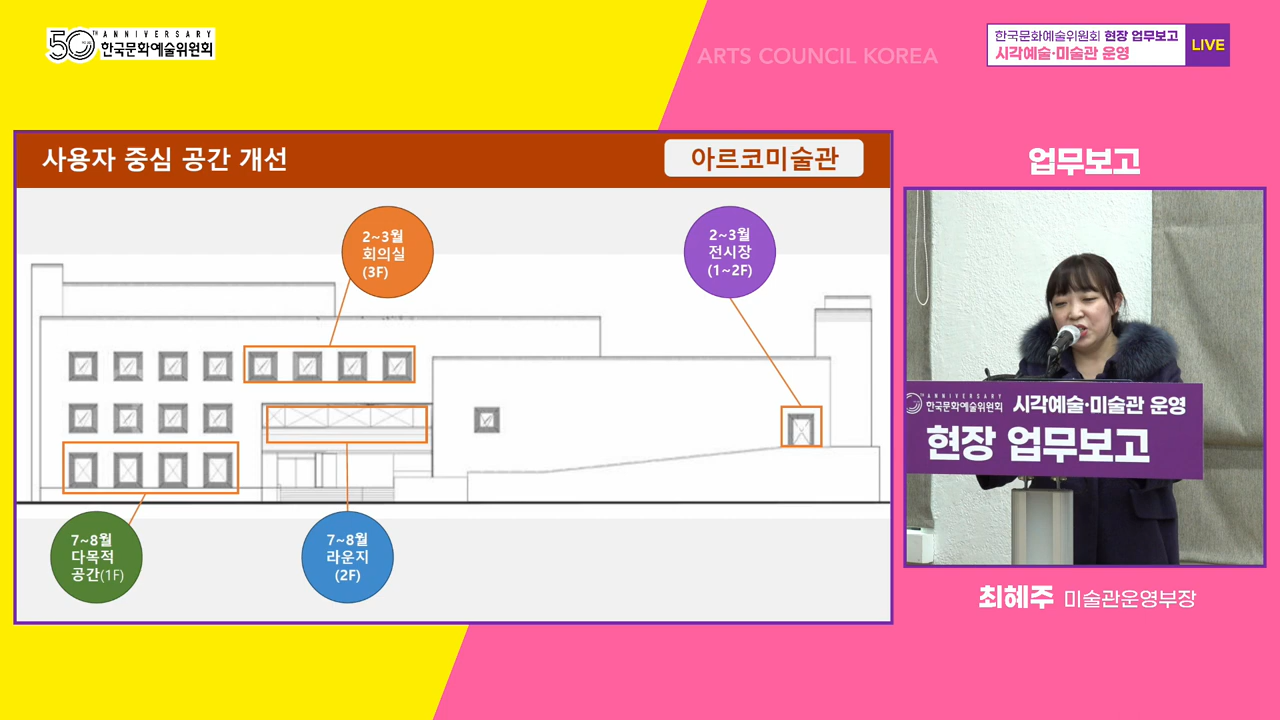 50TH ANNIVERSARY
한국문화예술위원회
ARTS COUNCIL KOREA
한국문화예술위원회 현장 업무보고
시각예술·미술관 운영
LIVE
사용자 중심 공간 개선
아르코미술관
2~3월
회의실
(3F)
2~3월
전시장
(1~2F)
7~8월
다목적
공간(1F)
7~8월
라운지
(2F)
업무보고
ANNIVERSARY
한국문화예술위원회
시각예술·미술관 운영
현장 업무보고
최혜주 미술관운영부장